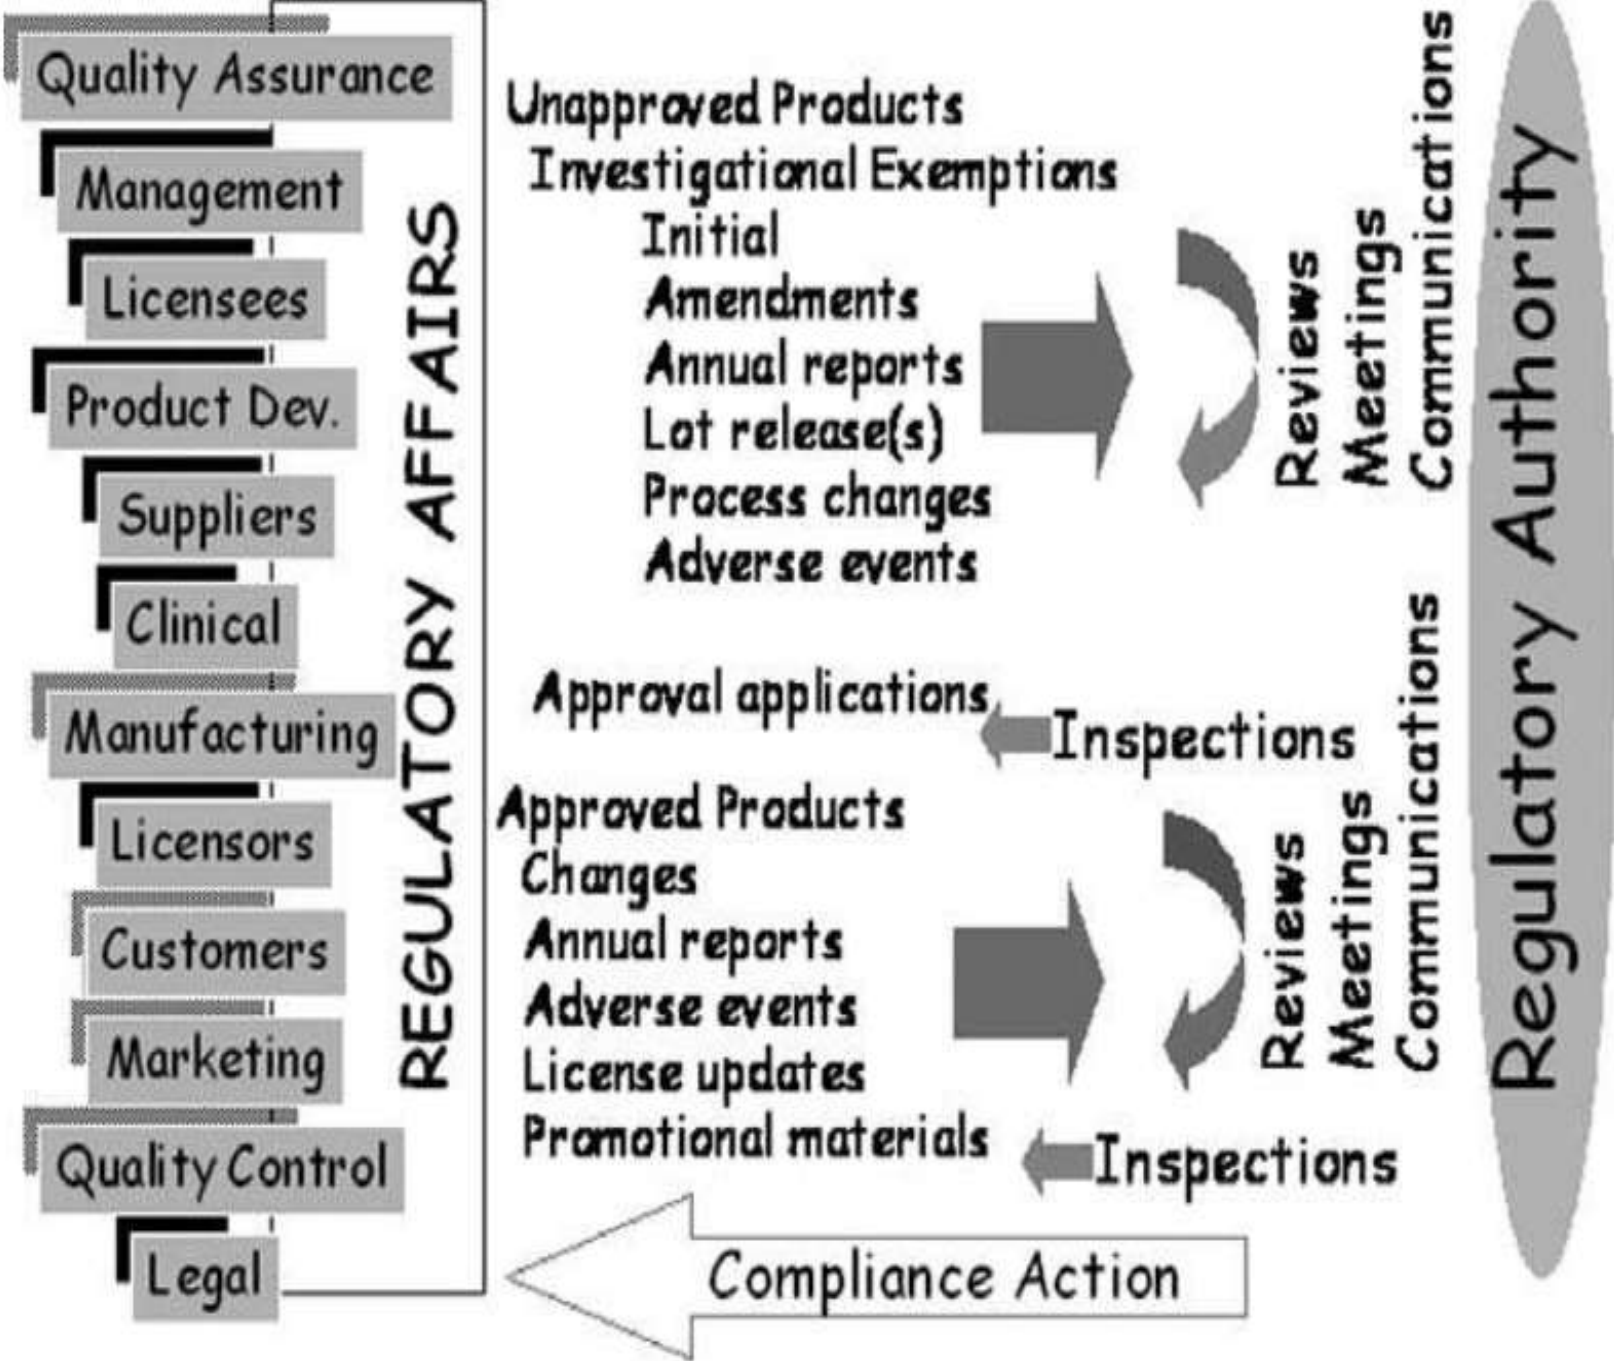 Quality Assurance
Management
Licensees
Product Dev.
Suppliers
Clinical
Manufacturing
Licensors
Customers
Marketing
Quality Control
Legal
REGULATORY AFFAIRS
Unapproved Products
Investigational Exemptions
Initial
Amendments
Annual reports
Lot release(s)
Process changes
Adverse events
Reviews
Meetings
Communications
Approval applications
Inspections
Approved Products
Changes
Annual reports
Adverse events
License updates
Promotional materials
Reviews
Meetings
Communications
Inspections
Compliance Action
Regulatory Authority